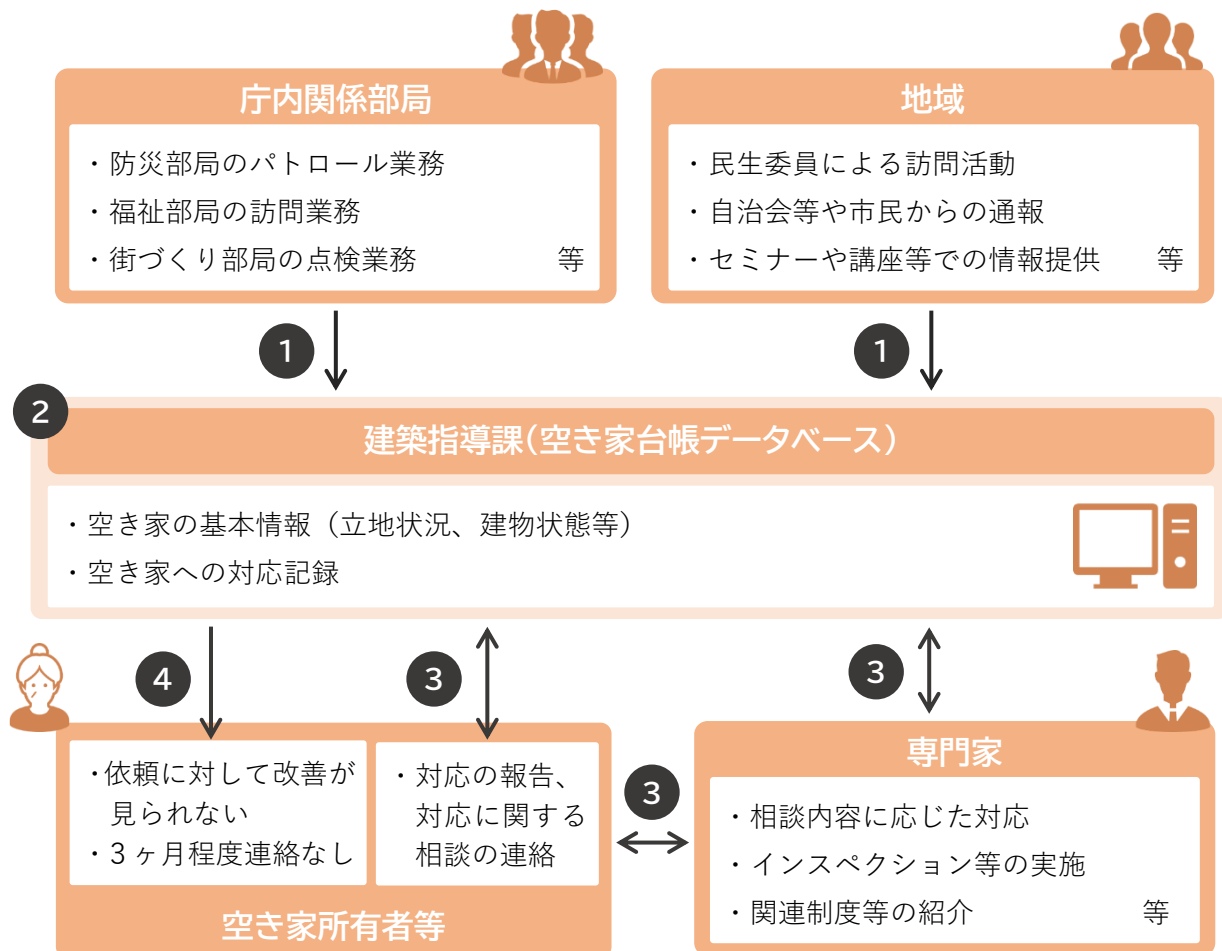 庁内関係部局
・防災部局のパトロール業務
・福祉部局の訪問業務
・街づくり部局の点検業務 等
地域
・民生委員による訪問活動
・自治会等や市民からの通報
・セミナーや講座等での情報提供 等
1
1
2
建築指導課(空き家台帳データベース)
・空き家の基本情報（立地状況、建物状態等）
・空き家への対応記録
4
3
3
・依頼に対して改善が
見られない
・3ヶ月程度連絡なし
・対応の報告、
対応に関する
相談の連絡
空き家所有者等
3
専門家
・相談内容に応じた対応
・インスペクション等の実施
・関連制度等の紹介 等